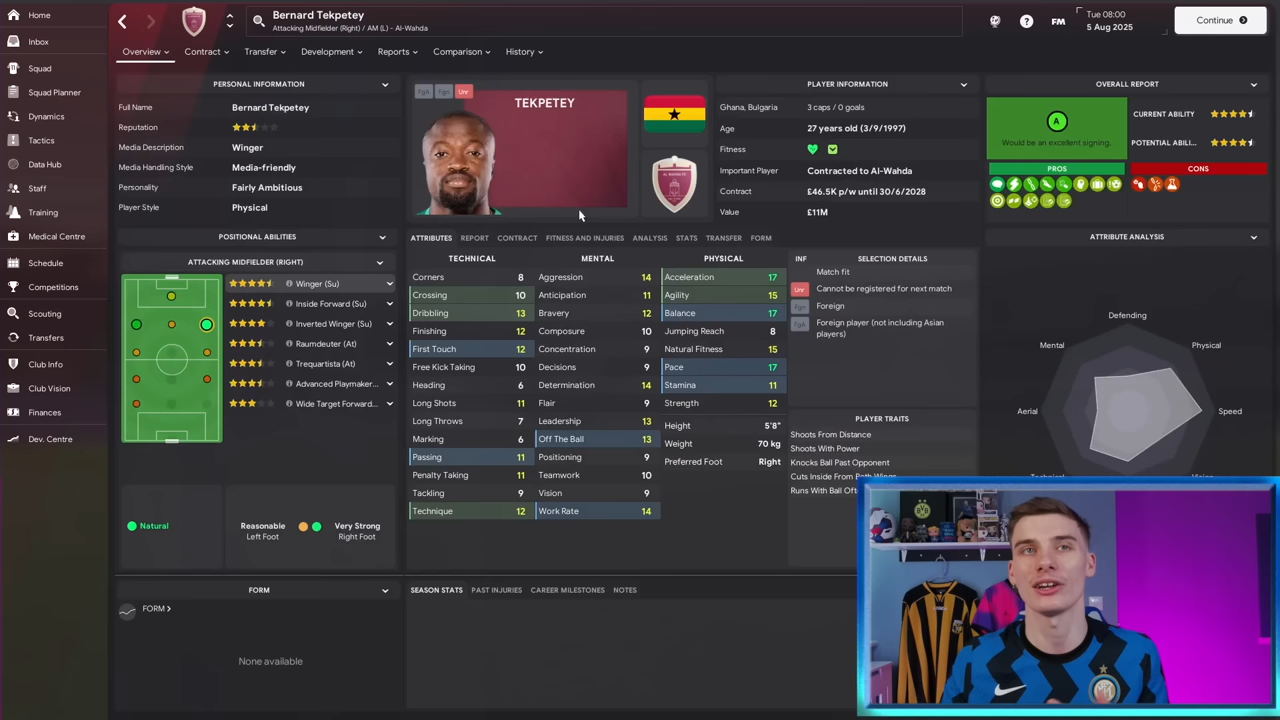 Home
Inbox
Squad
Squad Planner
Dynamics
Tactics
Data Hub
Staff
Training
Medical Centre
Schedule
Competitions
Scouting
Transfers
Club Info
Club Vision
Finances
Dev. Centre
Bernard Tekpetey
Attacking Midfielder (Right) / AM (L) - Al-Wahda
FM
Tue 08:00
5 Aug 2025
Continue
Overview
Contract
Transfer
Development
Reports
Comparison
History
PERSONAL INFORMATION
Full Name Bernard Tekpetey
Reputation
Media Description Winger
Media Handling Style Media-friendly
Personality Fairly Ambitious
Player Style Physical
FgA Fgn Unr
TEKPETEY
PLAYER INFORMATION
Ghana, Bulgaria 3 caps / 0 goals
Age 27 years old (3/9/1997)
Fitness
Important Player Contracted to Al-Wahda
Contract £46.5K p/w until 30/6/2028
Value £11M
OVERALL REPORT
A
Would be an excellent signing.
CURRENT ABILITY
POTENTIAL ABILI...
PROS
CONS
POSITIONAL ABILITIES
ATTACKING MIDFIELDER (RIGHT)
Winger (Su)
Inside Forward (Su)
Inverted Winger (Su)
Raumdeuter (At)
Trequartista (At)
Advanced Playmaker...
Wide Target Forward...
Natural
Reasonable
Left Foot
Very Strong
Right Foot
ATTRIBUTES REPORT CONTRACT FITNESS AND INJURIES ANALYSIS STATS TRANSFER FORM
TECHNICAL
Corners 8
Crossing 10
Dribbling 13
Finishing 12
First Touch 12
Free Kick Taking 10
Heading 6
Long Shots 11
Long Throws 7
Marking 6
Passing 11
Penalty Taking 11
Tackling 9
Technique 12
MENTAL
Aggression 14
Anticipation 11
Bravery 12
Composure 10
Concentration 9
Decisions 9
Determination 14
Flair 9
Leadership 13
Off The Ball 13
Positioning 9
Teamwork 10
Vision 9
Work Rate 14
PHYSICAL
Acceleration 17
Agility 15
Balance 17
Jumping Reach 8
Natural Fitness 15
Pace 17
Stamina 11
Strength 12
Height 5'8"
Weight 70 kg
Preferred Foot Right
INF SELECTION DETAILS
Match fit
Unr Cannot be registered for next match
Fgn Foreign
FgA Foreign player (not including Asian
players)
PLAYER TRAITS
Shoots From Distance
Shoots With Power
Knocks Ball Past Opponent
Cuts Inside From Both Wings
Runs With Ball Oft
ATTRIBUTE ANALYSIS
Defending
Mental
Physical
Aerial
Speed
FORM
FORM
None available
SEASON STATS PAST INJURIES CAREER MILESTONES NOTES